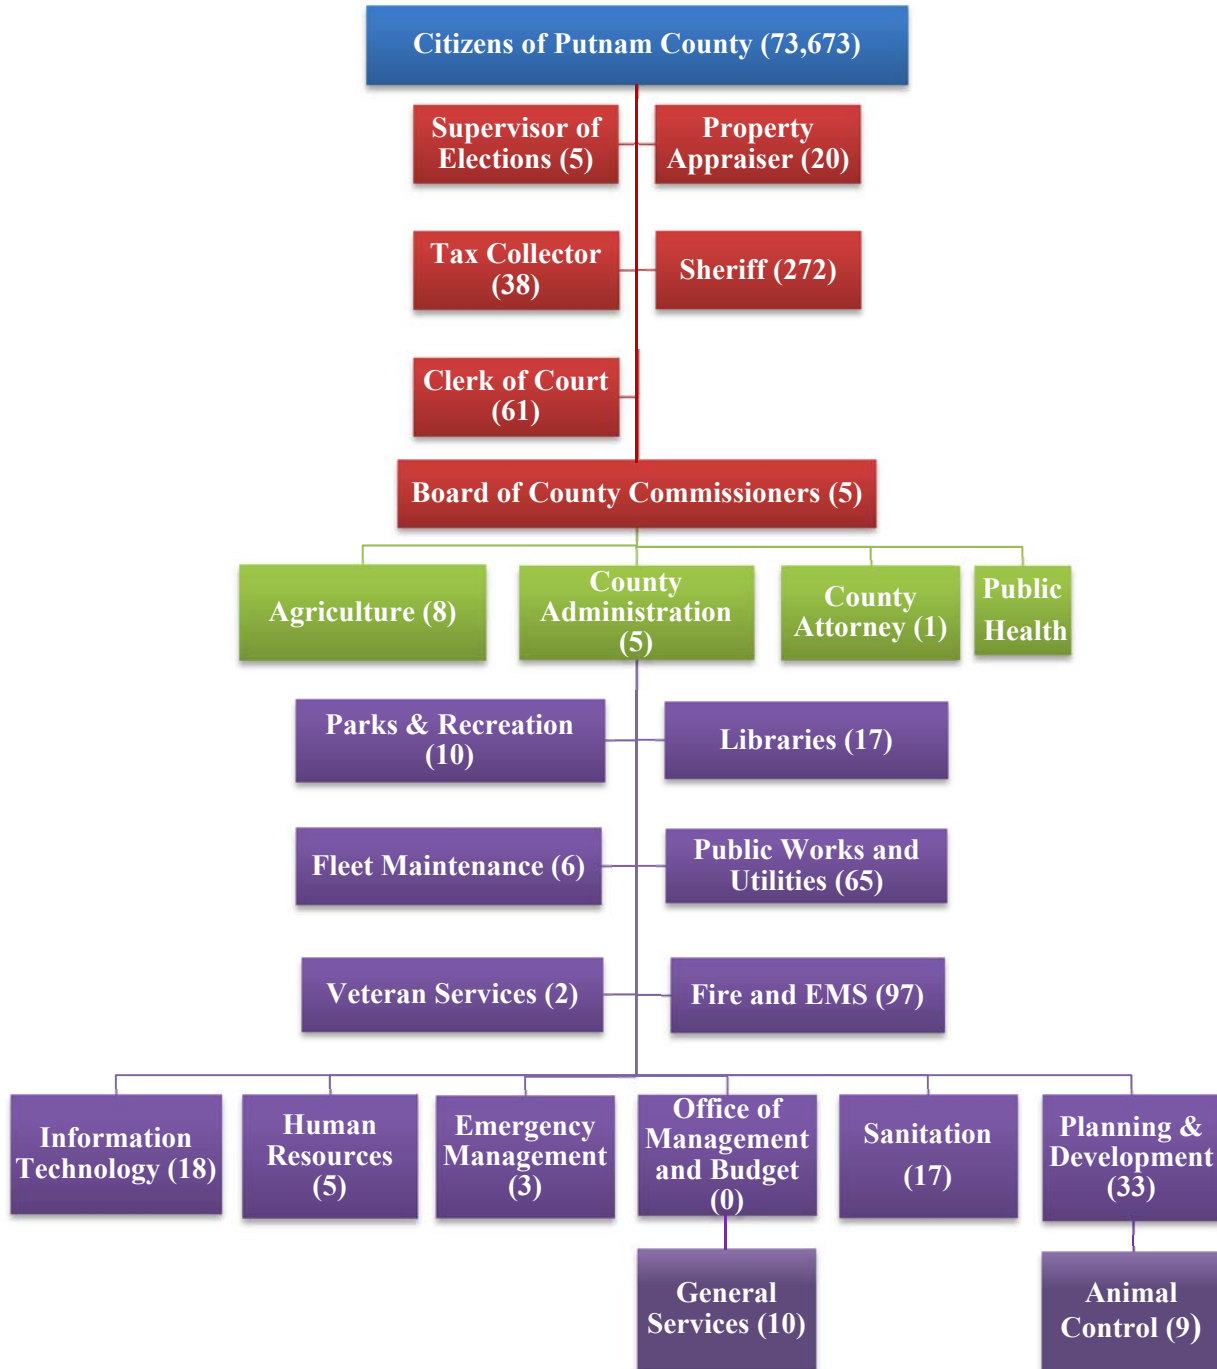 Citizens of Putnam County (73,673)
Supervisor of
Elections (5)
Property
Appraiser (20)
Tax Collector
(38)
Sheriff (272)
Clerk of Court
(61)
Board of County Commissioners (5)
Agriculture (8)
County
Administration
(5)
County
Attorney (1)
Public
Health
Parks & Recreation
(10)
Libraries (17)
Fleet Maintenance (6)
Public Works and
Utilities (65)
Veteran Services (2)
Fire and EMS (97)
Information
Technology (18)
Human
Resources
(5)
Emergency
Management
(3)
Office of
Management
and Budget
(0)
Sanitation
(17)
Planning &
Development
(33)
General
Services (10)
Animal
Control (9)